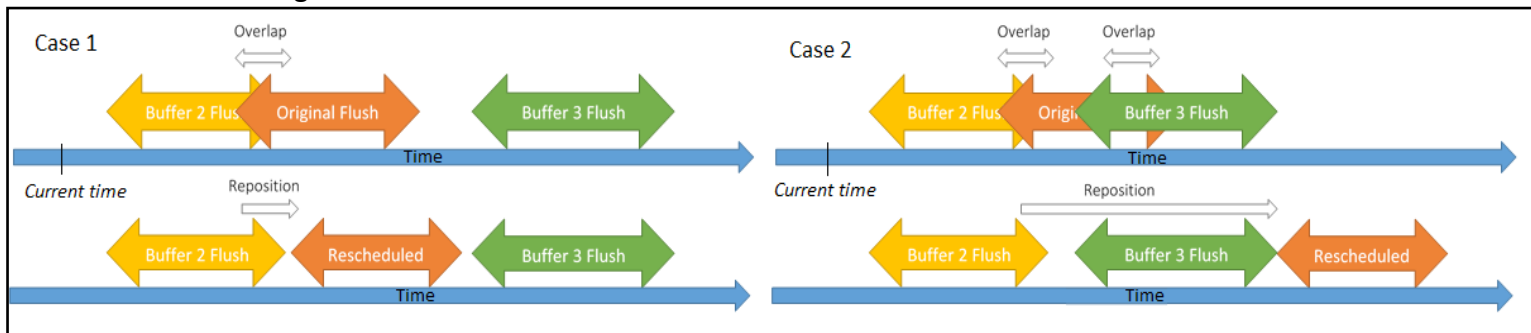 Case 1
Overlap
Buffer 2 Flus
Original Flush
Buffer 3 Flush
Time
Current time
Reposition
Buffer 2 Flush
Rescheduled
Buffer 3 Flush
Time
Case 2
Overlap
Overlap
Buffer 2 Flus
Origi
Buffer 3 Flush
Time
Current time
Reposition
Buffer 2 Flush
Buffer 3 Flush
Rescheduled
Time